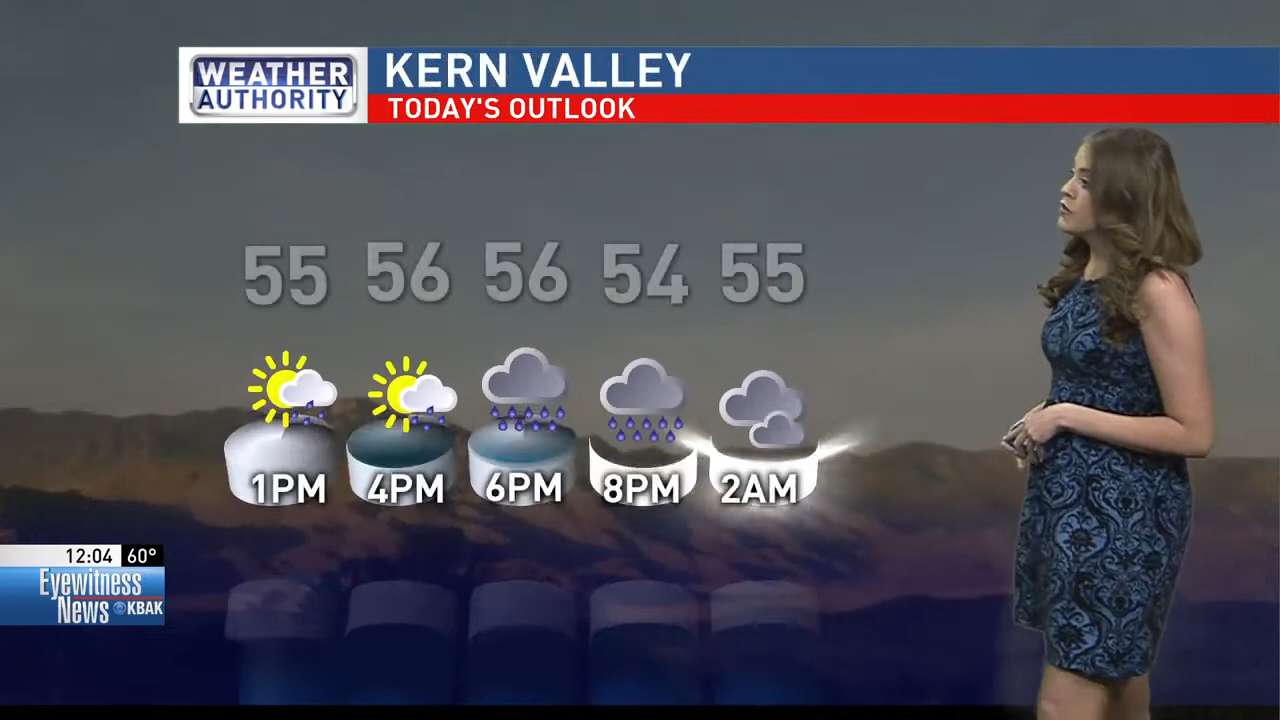 WEATHER
AUTHORITY
KERN VALLEY
TODAY'S OUTLOOK
55 56 56 54 55
1PM 4PM 6PM 8PM 2AM
12:04 60°
Eyewitness
News KBAK